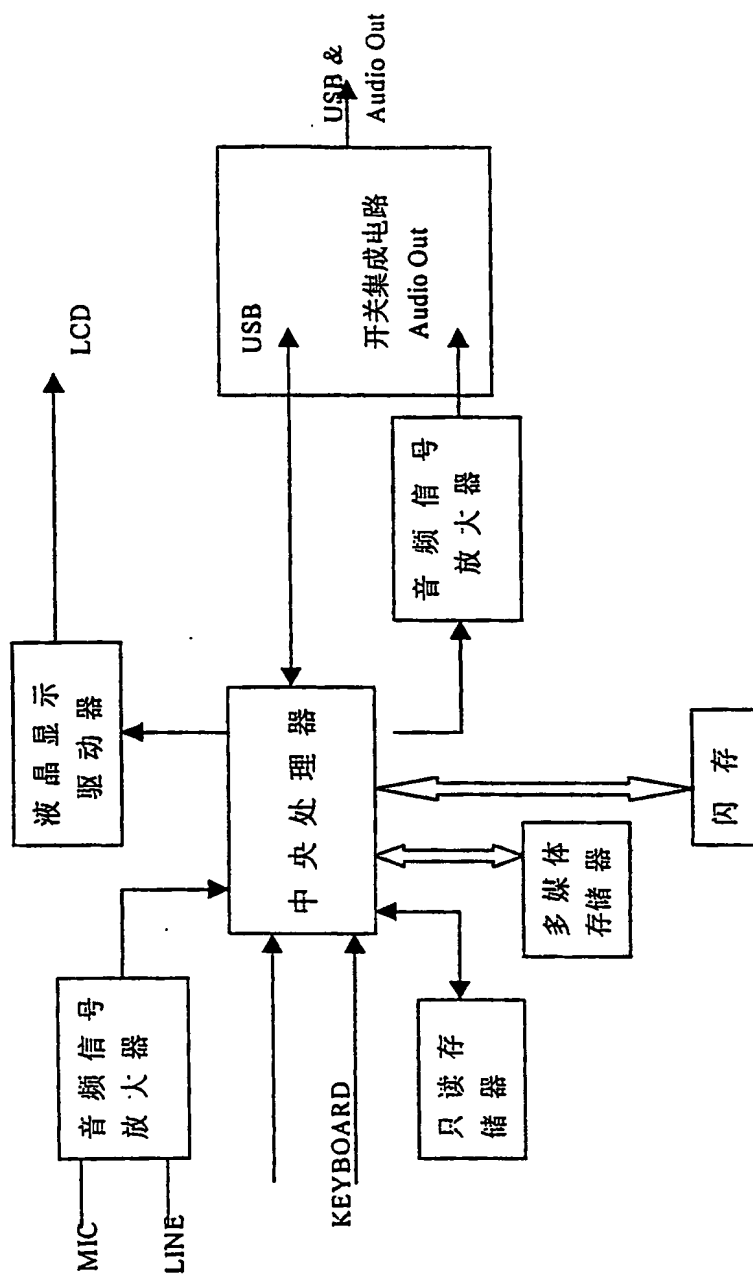 MIC
LINE
音频信号
放大器
液晶显示
驱动器
LCD
中央处理器
USB
USB &
Audio Out
开关集成电路
Audio Out
KEYBOARD
音频信号
放大器
只读存
储器
多媒体
存储器
闪存